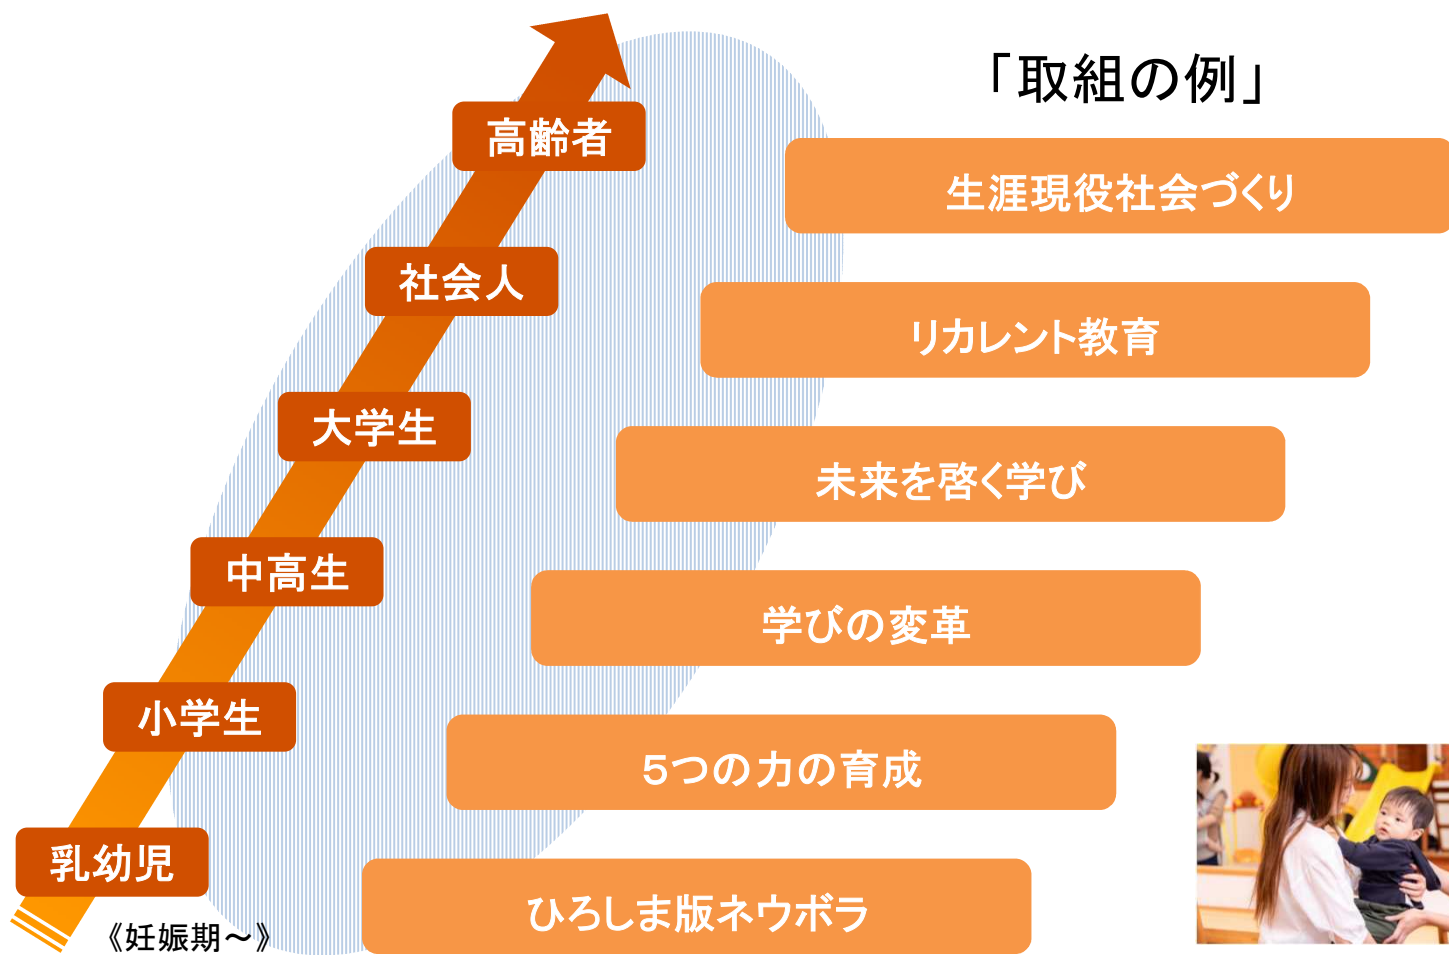 「取組の例」
高齢者
生涯現役社会づくり
社会人
リカレント教育
大学生
未来を啓く学び
中高生
学びの変革
小学生
５つの力の育成
乳幼児
ひろしま版ネウボラ
《妊娠期～》